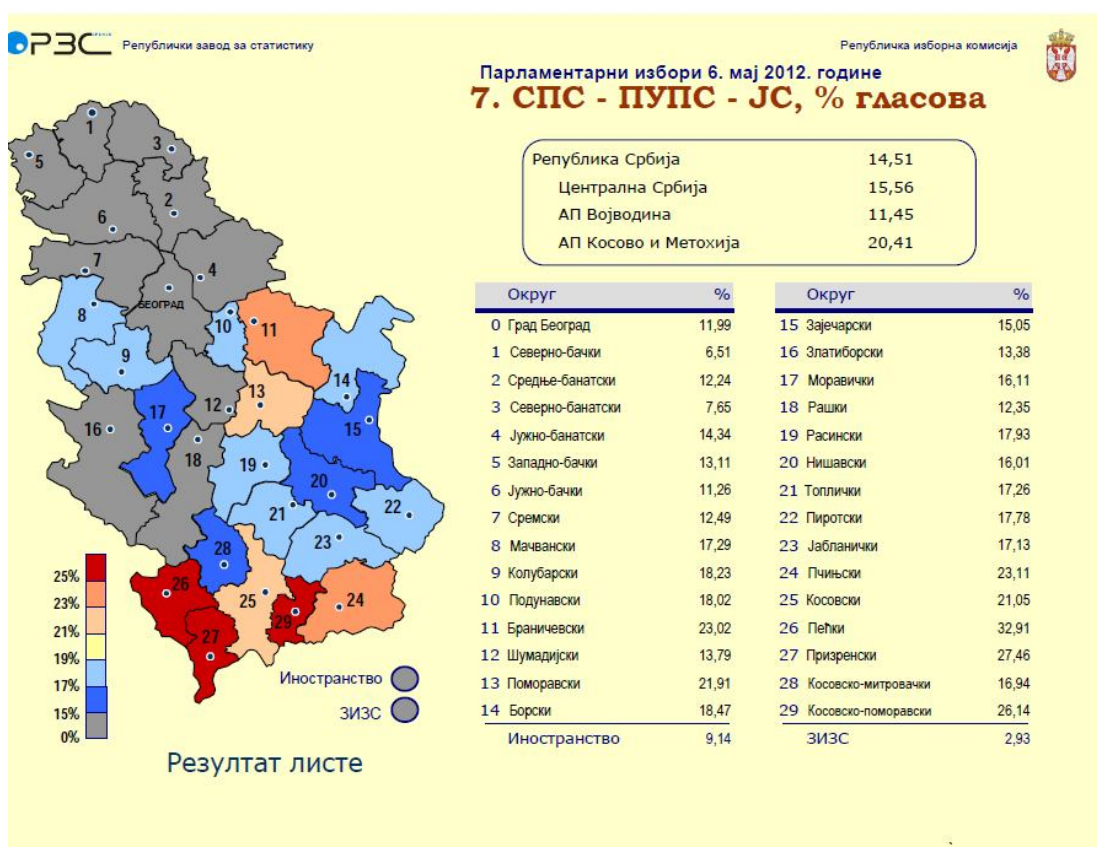 РЗС Републички завод за статистику
Републичка изборна комисија
Парламентарни избори 6. мај 2012. године
7. СПС - ПУПС - ЈС, % гласова
Република Србија 14,51
Централна Србија 15,56
АП Војводина 11,45
АП Косово и Метохија 20,41
Округ %
0 Град Београд 11,99
1 Северно-бачки 6,51
2 Средње-банатски 12,24
3 Северно-банатски 7,65
4 Јужно-банатски 14,34
5 Западно-бачки 13,11
6 Јужно-бачки 11,26
7 Сремски 12,49
8 Мачвански 17,29
9 Колубарски 18,23
10 Подунавски 18,02
11 Браничевски 23,02
12 Шумадијски 13,79
13 Поморавски 21,91
14 Борски 18,47
Иностранство 9,14
Округ %
15 Зајечарски 15,05
16 Златиборски 13,38
17 Моравички 16,11
18 Рашки 12,35
19 Расински 17,93
20 Нишавски 16,01
21 Топлички 17,26
22 Пиротски 17,78
23 Јабланички 17,13
24 Пчињски 23,11
25 Косовски 21,05
26 Пећки 32,91
27 Призренски 27,46
28 Косовско-митровачки 16,94
29 Косовско-поморавски 26,14
ЗИЗС 2,93
1
3
5
2
6
7
4
БЕОГРАД
8
10
11
9
14
13
12
17
15
16
18
19
20
22
21
23
28
26
25
24
29
27
25%
23%
21%
19%
17%
15%
0%
Иностранство
ЗИЗС
Резултат листе